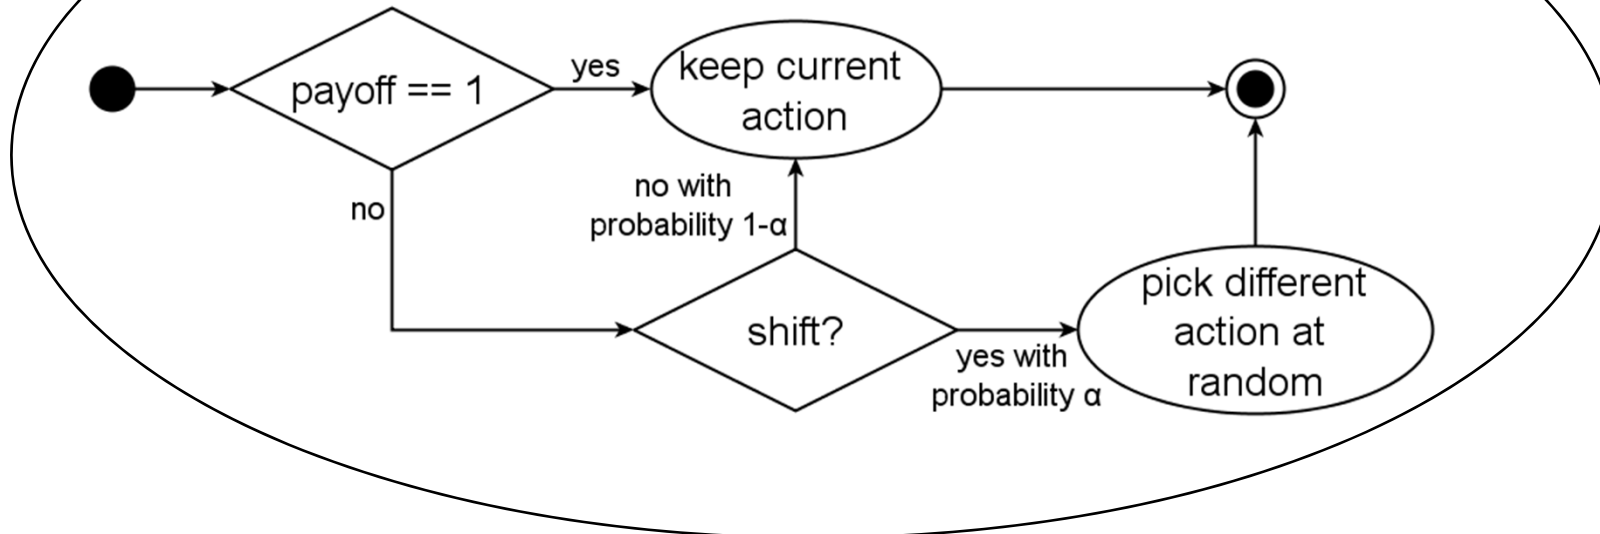 payoff == 1
yes
keep current
action
no
no with
probability 1-α
shift?
yes with
probability α
pick different
action at
random